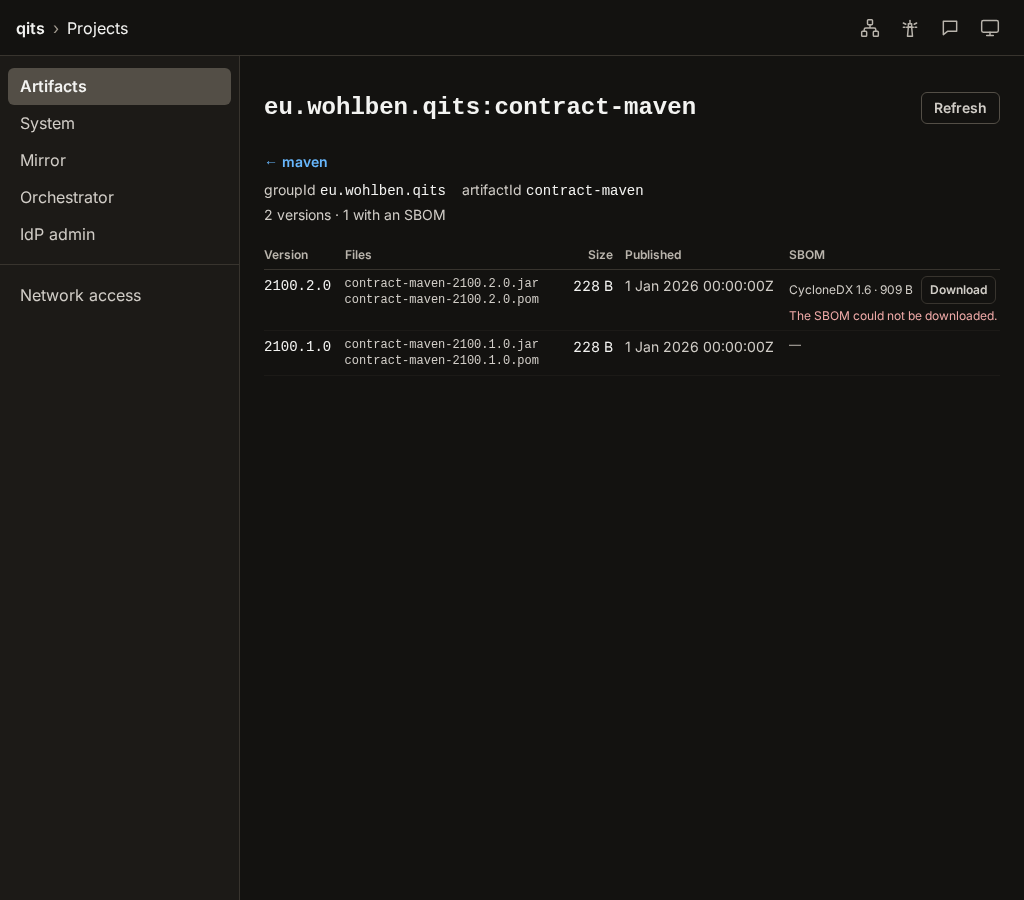 qits › Projects
Artifacts
System
Mirror
Orchestrator
IdP admin
Network access
eu.wohlben.qits:contract-maven
Refresh
← maven
groupId eu.wohlben.qits artifactId contract-maven
2 versions · 1 with an SBOM
Version Files Size Published SBOM
2100.2.0 contract-maven-2100.2.0.jar 228 B 1 Jan 2026 00:00:00Z CycloneDX 1.6 · 909 B Download
contract-maven-2100.2.0.pom
The SBOM could not be downloaded.
2100.1.0 contract-maven-2100.1.0.jar 228 B 1 Jan 2026 00:00:00Z —
contract-maven-2100.1.0.pom